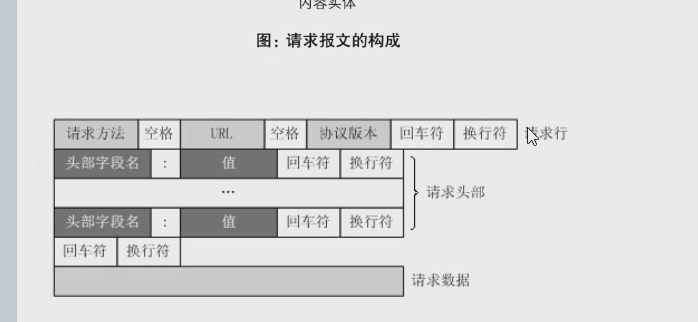 内容实体
图：请求报文的构成
请求方法 空格 URL 空格 协议版本 回车符 换行符 请求行
头部字段名 : 值 回车符 换行符
... 请求头部
头部字段名 : 值 回车符 换行符
回车符 换行符
请求数据